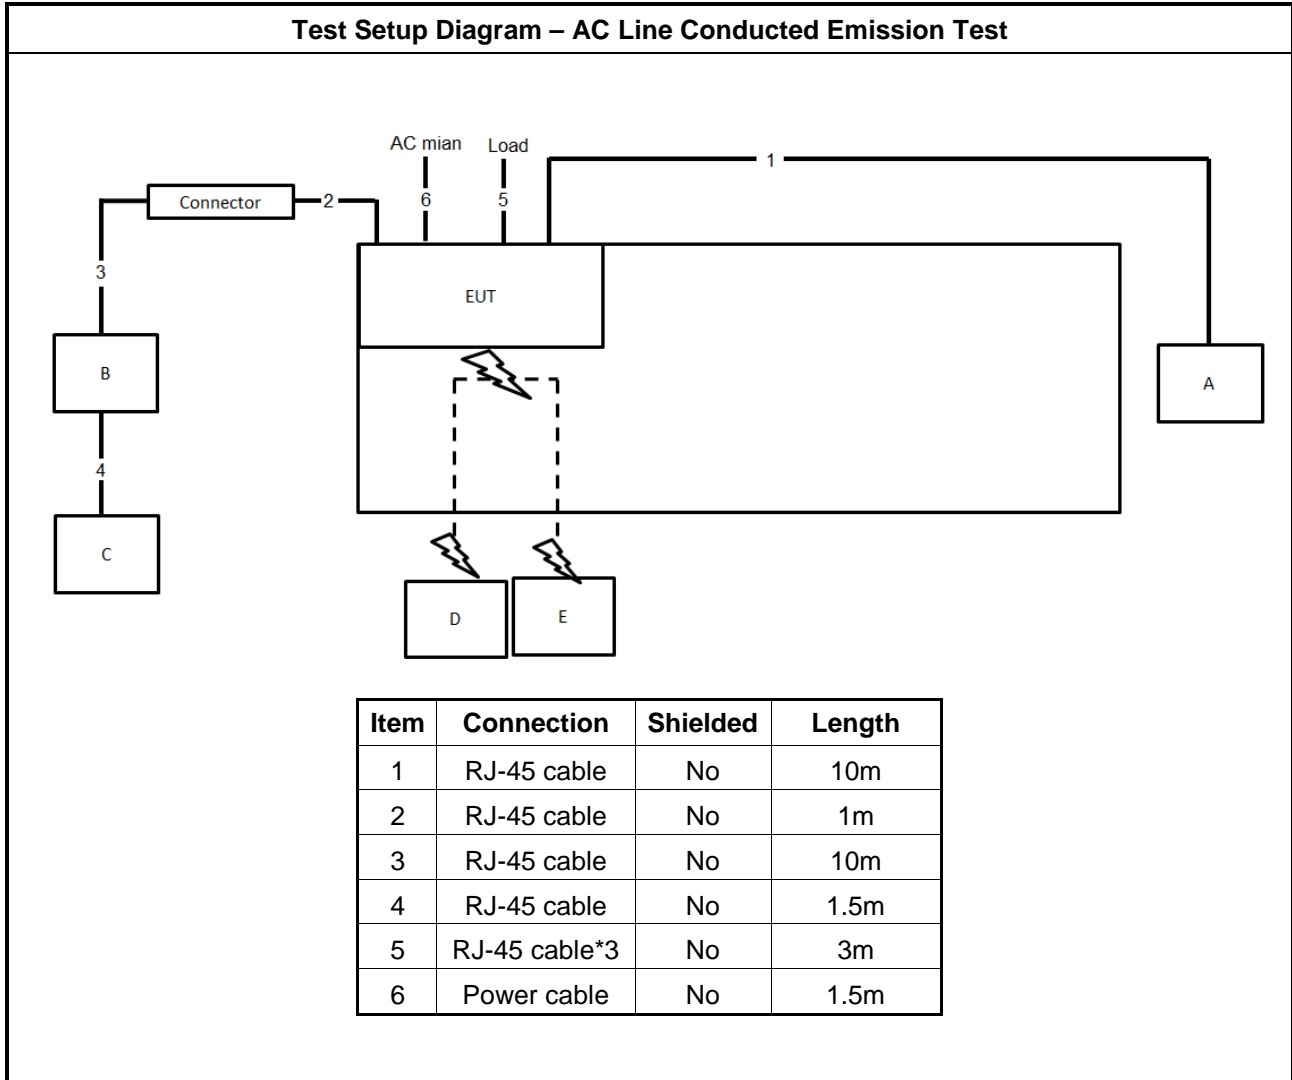 Test Setup Diagram – AC Line Conducted Emission Test
AC mian
Load
1
6
5
Connector
2
3
EUT
B
A
4
C
D
E
Item Connection Shielded Length
1 RJ-45 cable No 10m
2 RJ-45 cable No 1m
3 RJ-45 cable No 10m
4 RJ-45 cable No 1.5m
5 RJ-45 cable*3 No 3m
6 Power cable No 1.5m